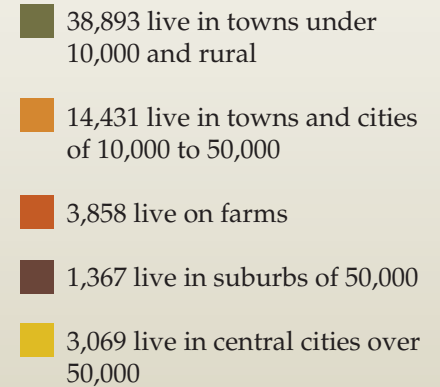 38,893 live in towns under
10,000 and rural
14,431 live in towns and cities
of 10,000 to 50,000
3,858 live on farms
1,367 live in suburbs of 50,000
3,069 live in central cities over
50,000